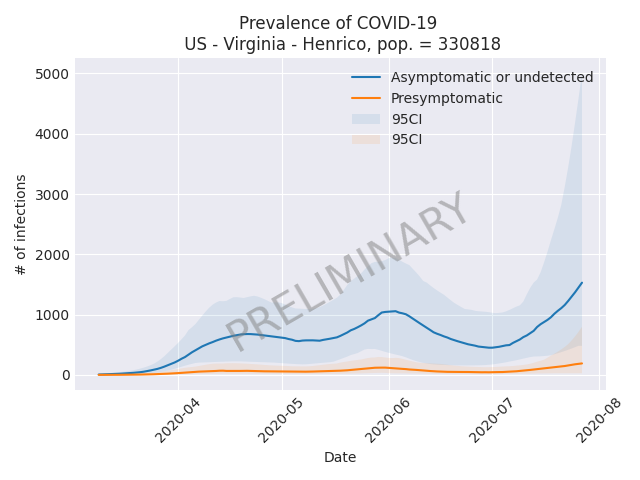 Prevalence of COVID-19
US - Virginia - Henrico, pop. = 330818
# of infections
5000
4000
3000
2000
1000
0
Asymptomatic or undetected
Presymptomatic
95CI
95CI
PRELIMINARY
2020-04
2020-05
2020-06
2020-07
2020-08
Date